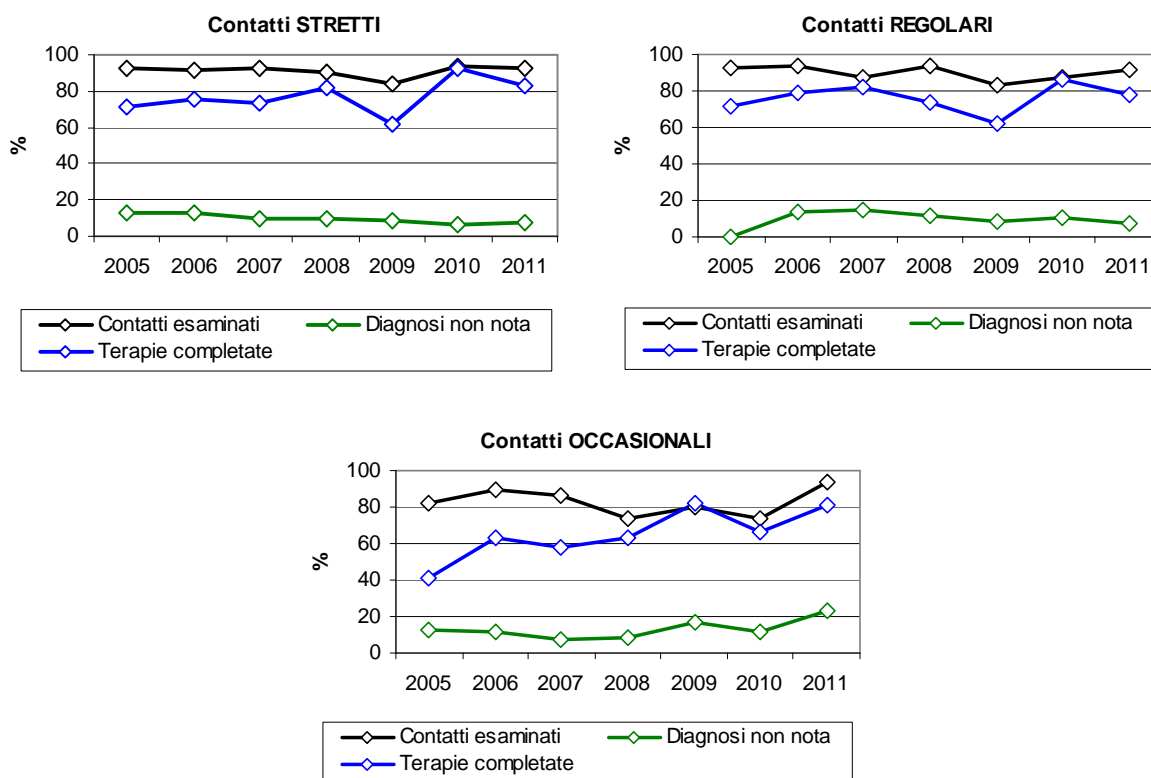 Contatti STRETTI
100
80
60
40
20
0
%
2005 2006 2007 2008 2009 2010 2011
Contatti esaminati Diagnosi non nota
Terapie completate
Contatti REGOLARI
100
80
60
40
20
0
%
2005 2006 2007 2008 2009 2010 2011
Contatti esaminati Diagnosi non nota
Terapie completate
Contatti OCCASIONALI
100
80
60
40
20
0
%
2005 2006 2007 2008 2009 2010 2011
Contatti esaminati Diagnosi non nota
Terapie completate